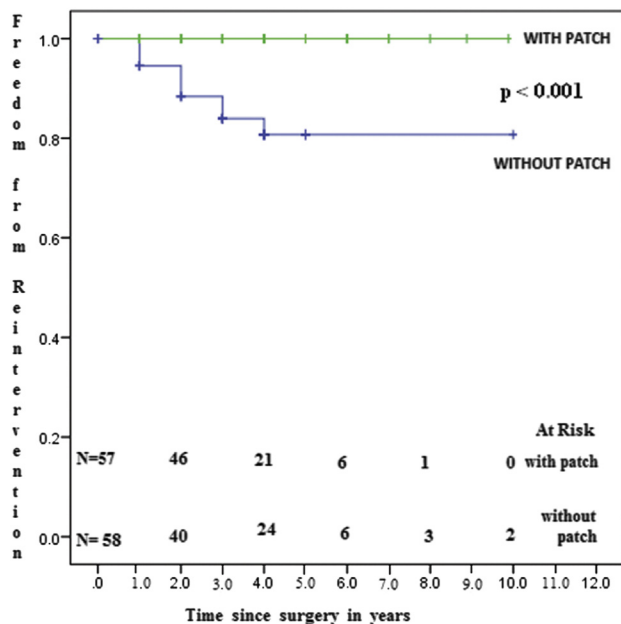 Freedom from Reintervention
1.0
0.8
0.6
0.4
0.2
0.0
WITH PATCH
p < 0.001
WITHOUT PATCH
At Risk
N=57 46 21 6 1 0 with patch
without
N= 58 40 24 6 3 2 patch
.0 1.0 2.0 3.0 4.0 5.0 6.0 7.0 8.0 9.0 10.0 11.0 12.0
Time since surgery in years